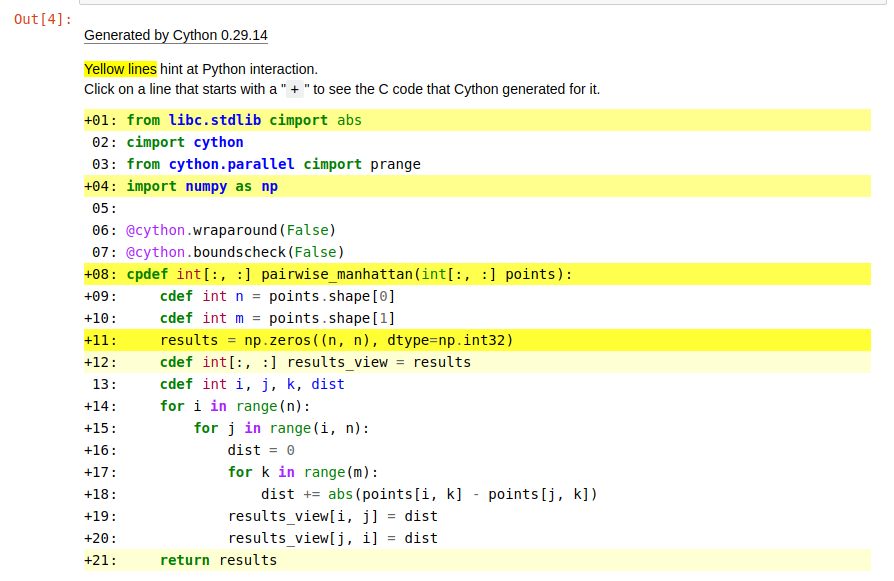 Out[4]:
Generated by Cython 0.29.14
Yellow lines hint at Python interaction.
Click on a line that starts with a "+" to see the C code that Cython generated for it.
+01: from libc.stdlib cimport abs
 02: cimport cython
 03: from cython.parallel cimport prange
+04: import numpy as np
 05:
 06: @cython.wraparound(False)
 07: @cython.boundscheck(False)
+08: cpdef int[:, :] pairwise_manhattan(int[:, :] points):
+09:     cdef int n = points.shape[0]
+10:     cdef int m = points.shape[1]
+11:     results = np.zeros((n, n), dtype=np.int32)
+12:     cdef int[:, :] results_view = results
 13:     cdef int i, j, k, dist
+14:     for i in range(n):
+15:         for j in range(i, n):
+16:             dist = 0
+17:             for k in range(m):
+18:                 dist += abs(points[i, k] - points[j, k])
+19:             results_view[i, j] = dist
+20:             results_view[j, i] = dist
+21:     return results